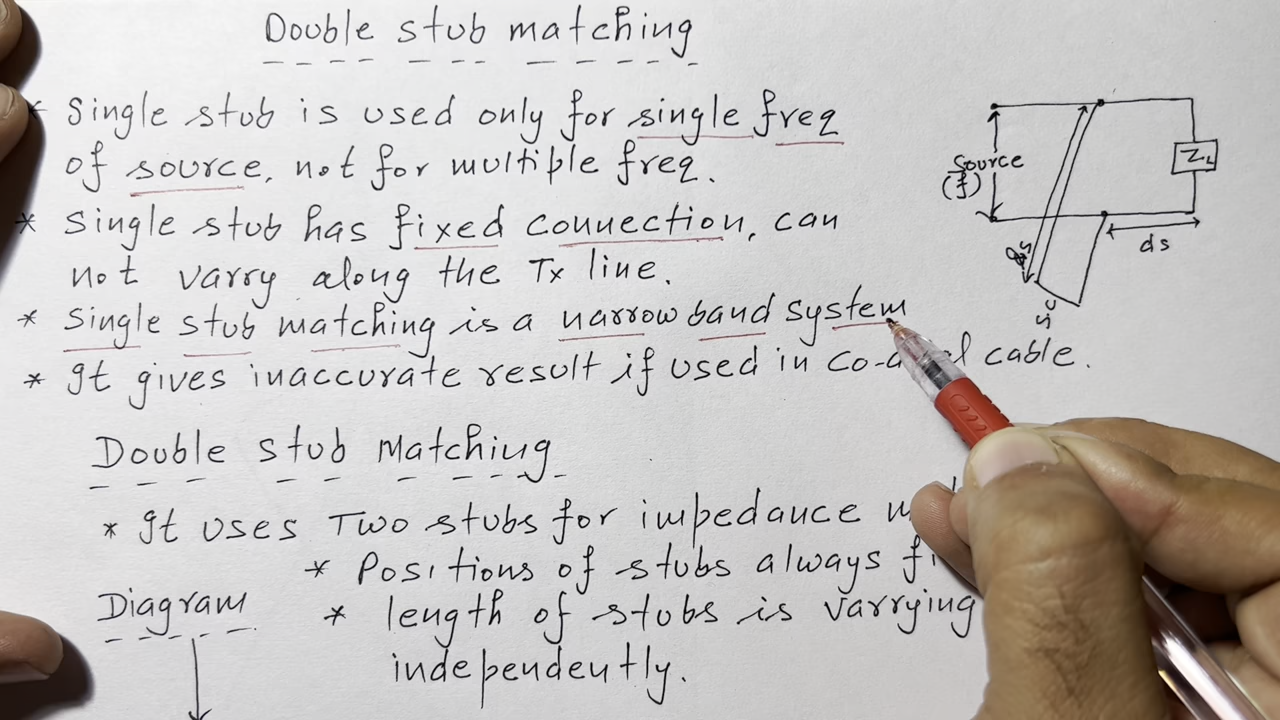 Double stub matching
* Single stub is used only for single freq
of source, not for multiple freq.
* Single stub has fixed connection, can
not varry along the Tx line.
* Single stub matching is a narrow band system
* It gives inaccurate result if used in cable.
Source
(f)
ZL
ds
S.C
Double stub Matching
* It uses Two stubs for impedance
* Positions of stubs always
Diagram
* length of stubs is varrying
independently.